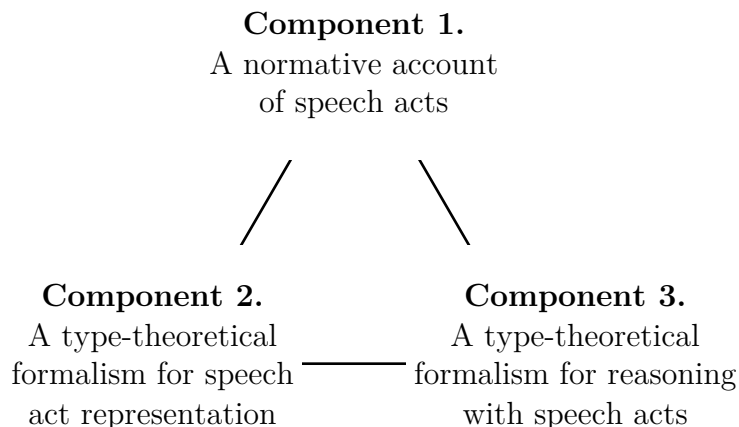 Component 1.
A normative account
of speech acts
Component 2.
A type-theoretical
formalism for speech
act representation
Component 3.
A type-theoretical
formalism for reasoning
with speech acts